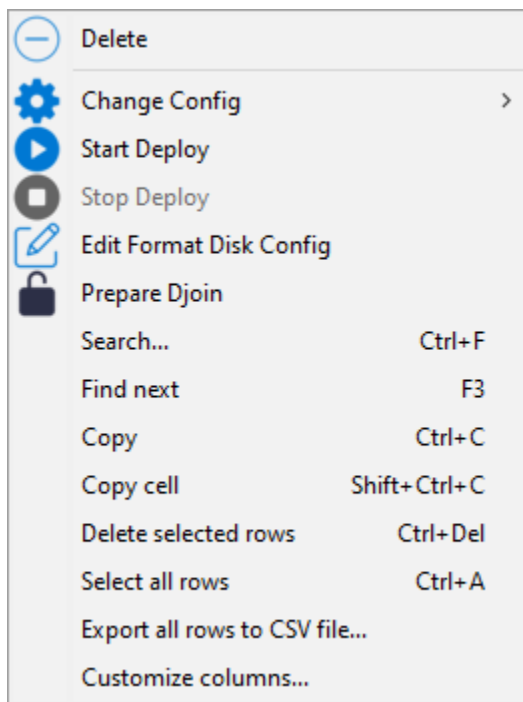 Delete
Change Config
Start Deploy
Stop Deploy
Edit Format Disk Config
Prepare Djoin
Search... Ctrl+F
Find next F3
Copy Ctrl+C
Copy cell Shift+Ctrl+C
Delete selected rows Ctrl+Del
Select all rows Ctrl+A
Export all rows to CSV file...
Customize columns...